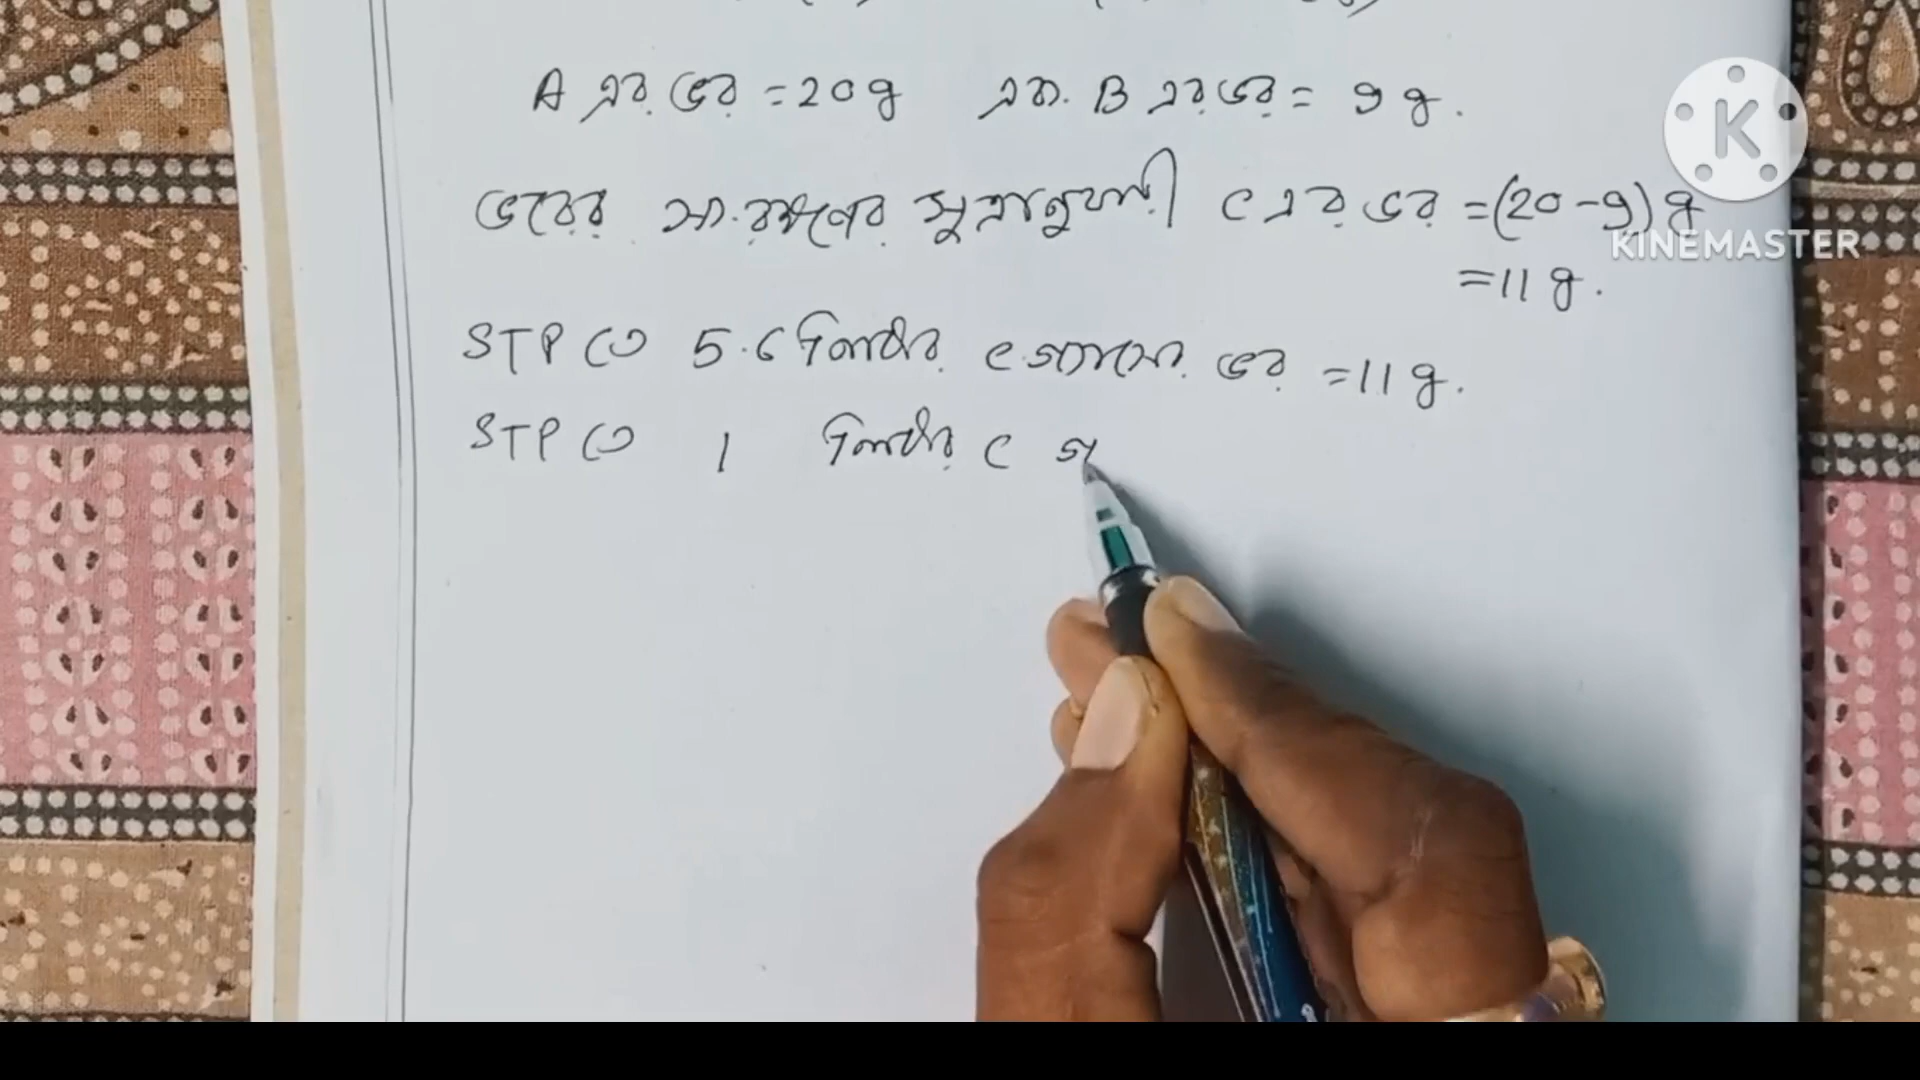 A এর ভর = 20g এবং B এর ভর = 9 g.
ভরের সংরক্ষণের সূত্রানুযায়ী C এর ভর = (20-9) g
= 11 g.
STP তে 5.6 লিটার C গ্যাসের ভর = 11 g.
STP তে 1 লিটার C গ
K
KINEMASTER